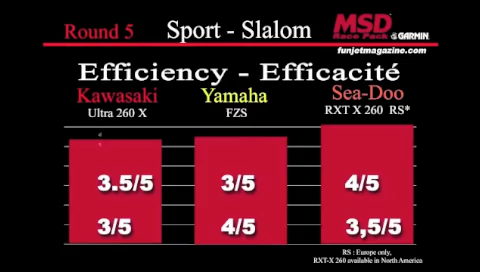 Round 5 Sport - Slalom
MSD
Race Pack & GARMIN
funjetmagazine.com
Efficiency - Efficacité
Kawasaki Yamaha Sea-Doo
Ultra 260 X FZS RXT X 260 RS*
3.5/5 3/5 4/5
3/5 4/5 3,5/5
RS : Europe only,
RXT-X 260 available in North America